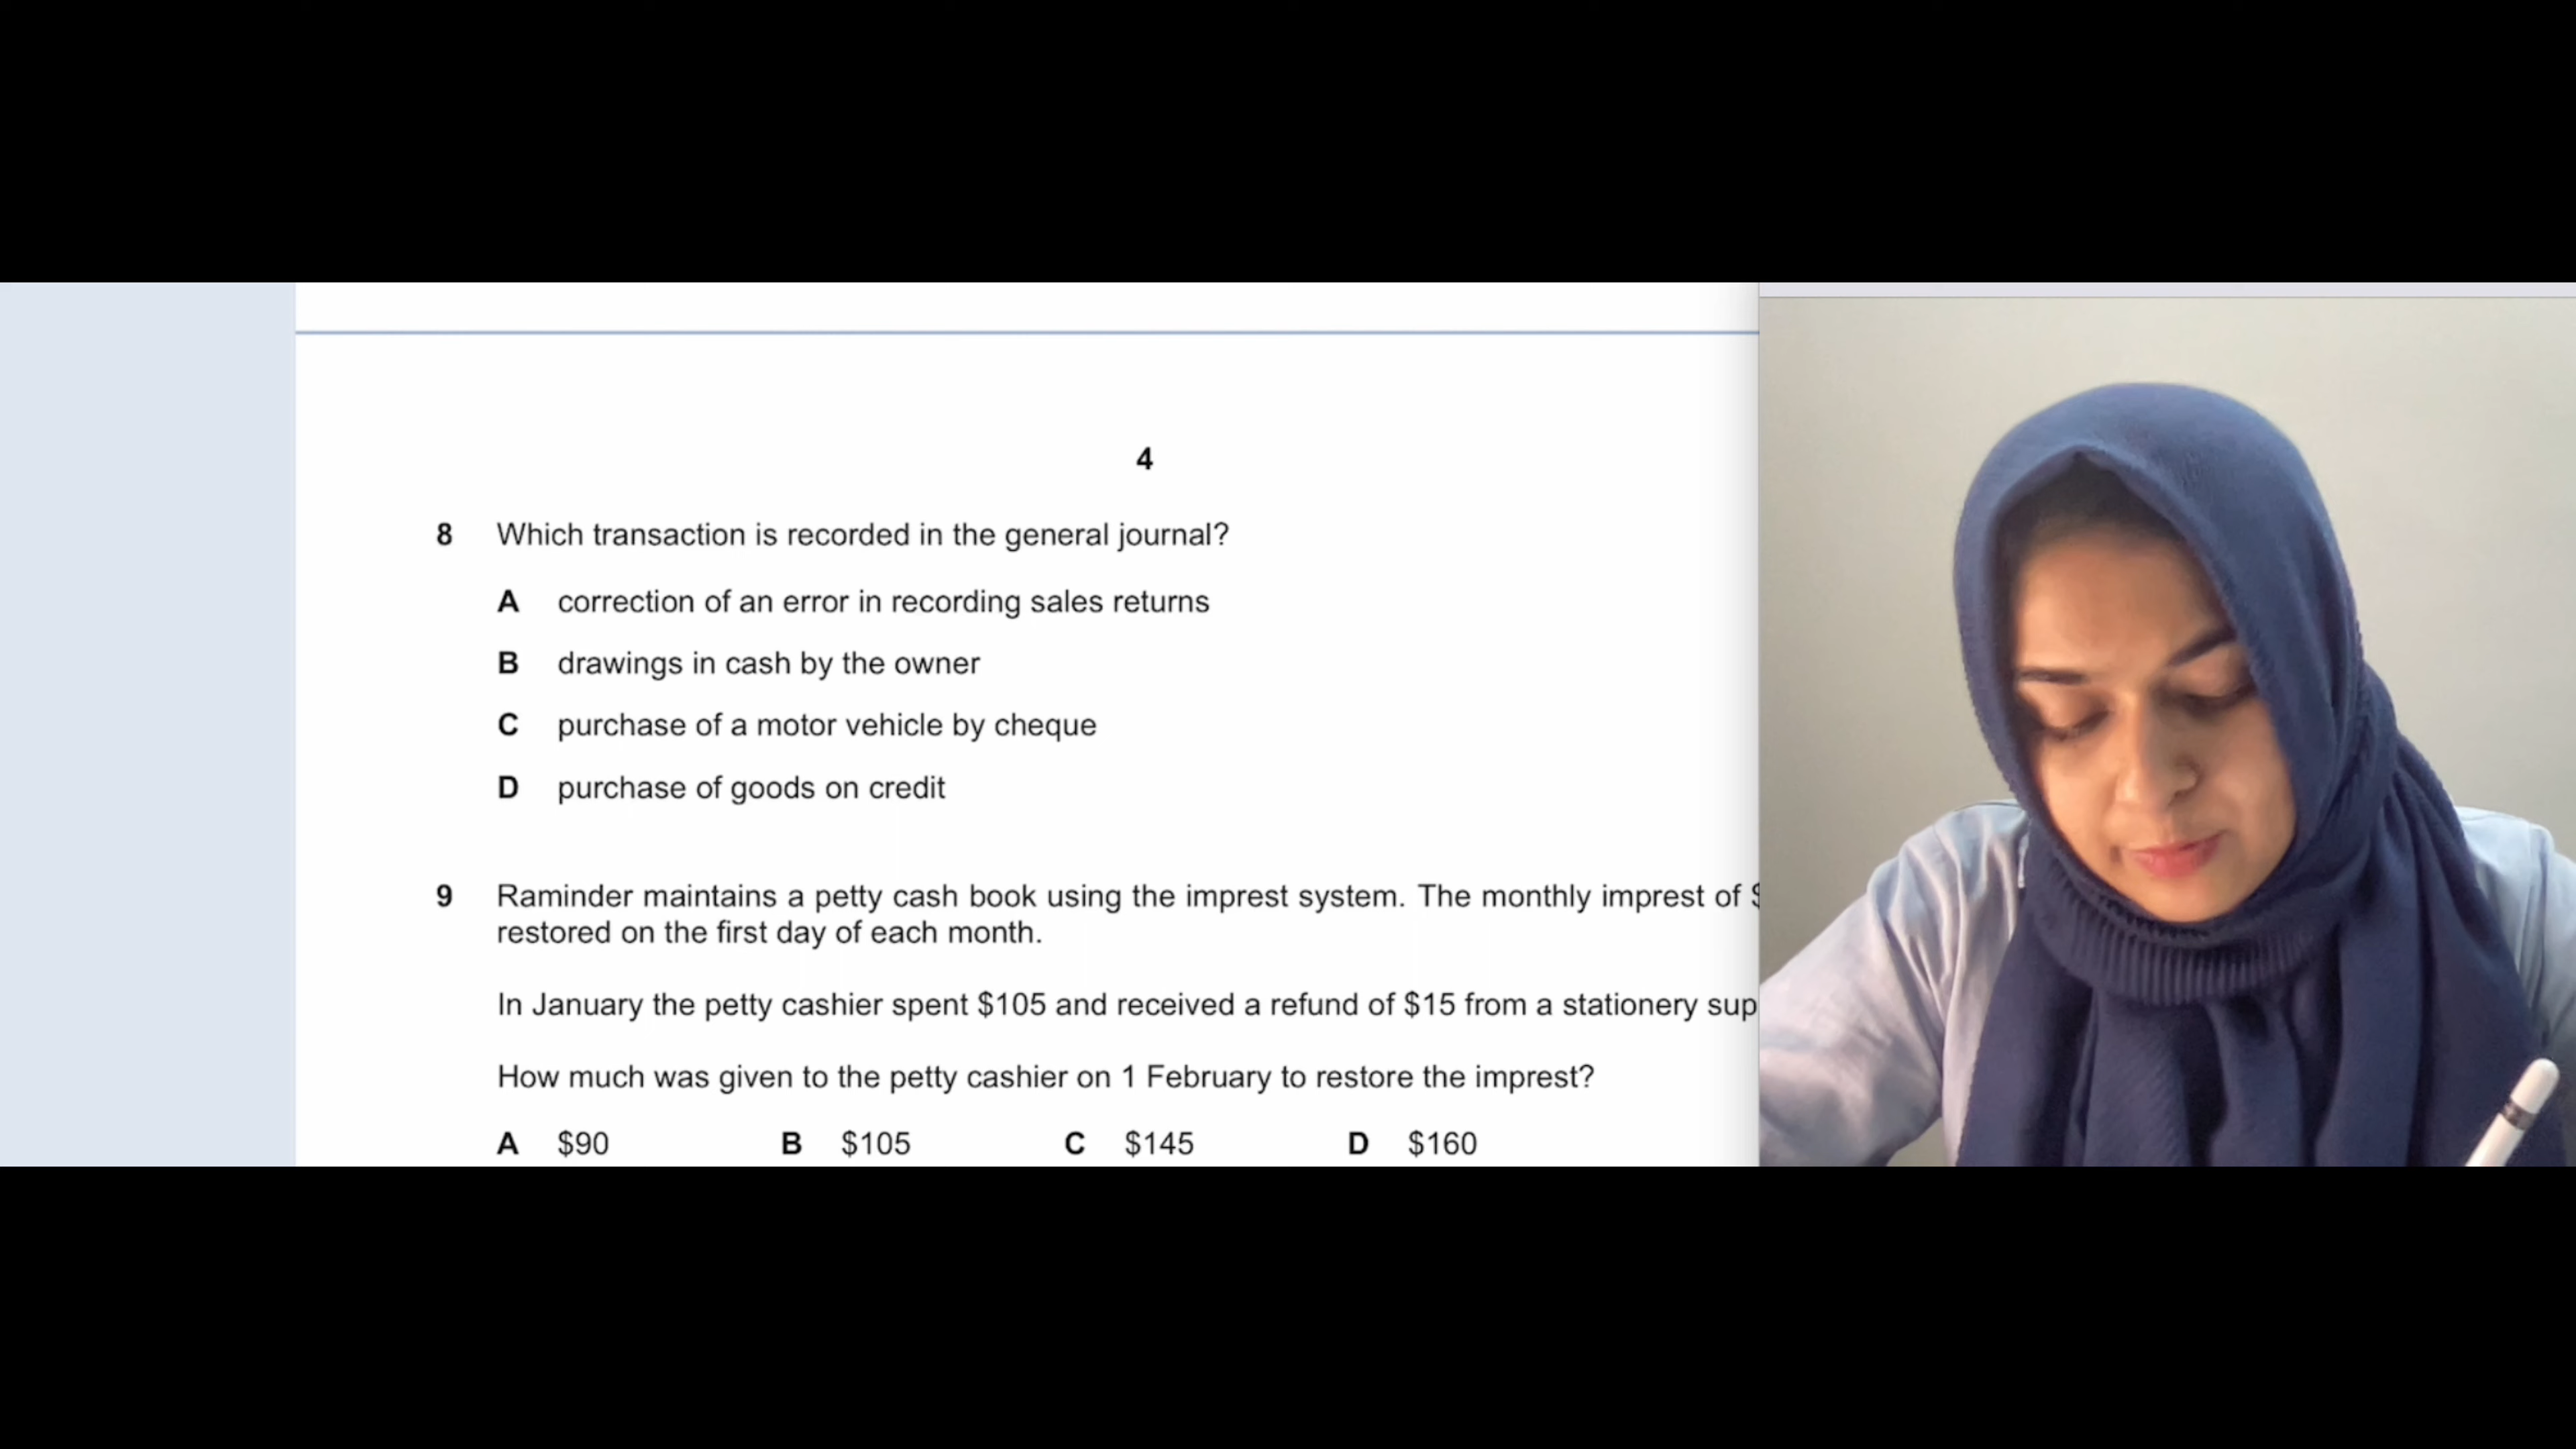 4
8 Which transaction is recorded in the general journal?
A correction of an error in recording sales returns
B drawings in cash by the owner
C purchase of a motor vehicle by cheque
D purchase of goods on credit
9 Raminder maintains a petty cash book using the imprest system. The monthly imprest of
restored on the first day of each month.
In January the petty cashier spent $105 and received a refund of $15 from a stationery
How much was given to the petty cashier on 1 February to restore the imprest?
A $90 B $105 C $145 D $160